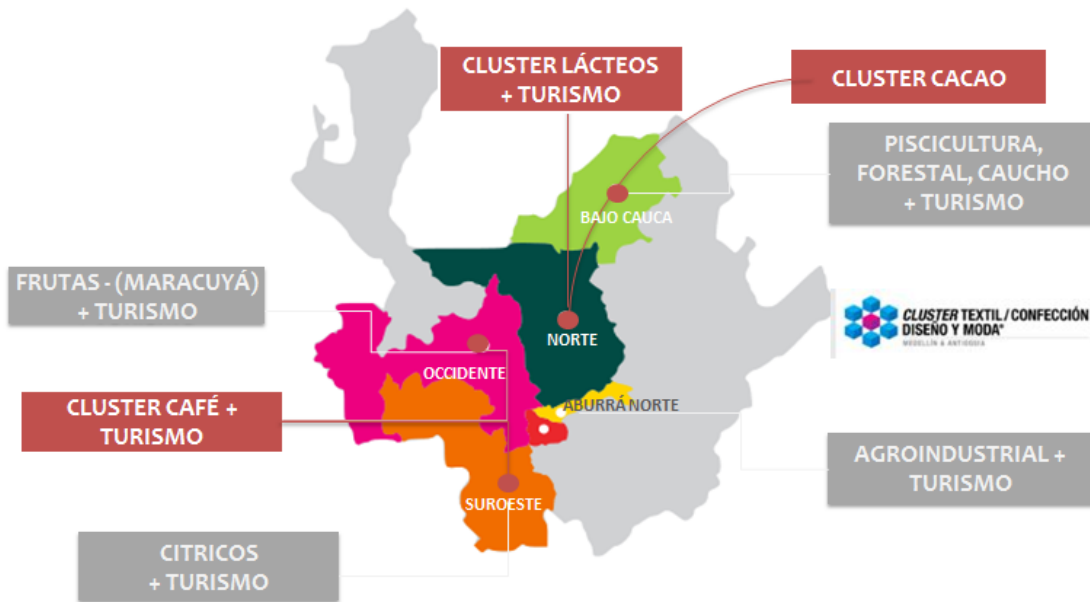 CLUSTER LÁCTEOS
+ TURISMO
CLUSTER CACAO
PISCICULTURA,
FORESTAL, CAUCHO
+ TURISMO
BAJO CAUCA
FRUTAS - (MARACUYÁ)
+ TURISMO
CLUSTER TEXTIL / CONFECCIÓN
DISEÑO Y MODA
MEDELLÍN & ANTIOQUIA
NORTE
OCCIDENTE
CLUSTER CAFÉ +
TURISMO
ABURRÁ NORTE
AGROINDUSTRIAL +
TURISMO
SUROESTE
CITRICOS
+ TURISMO